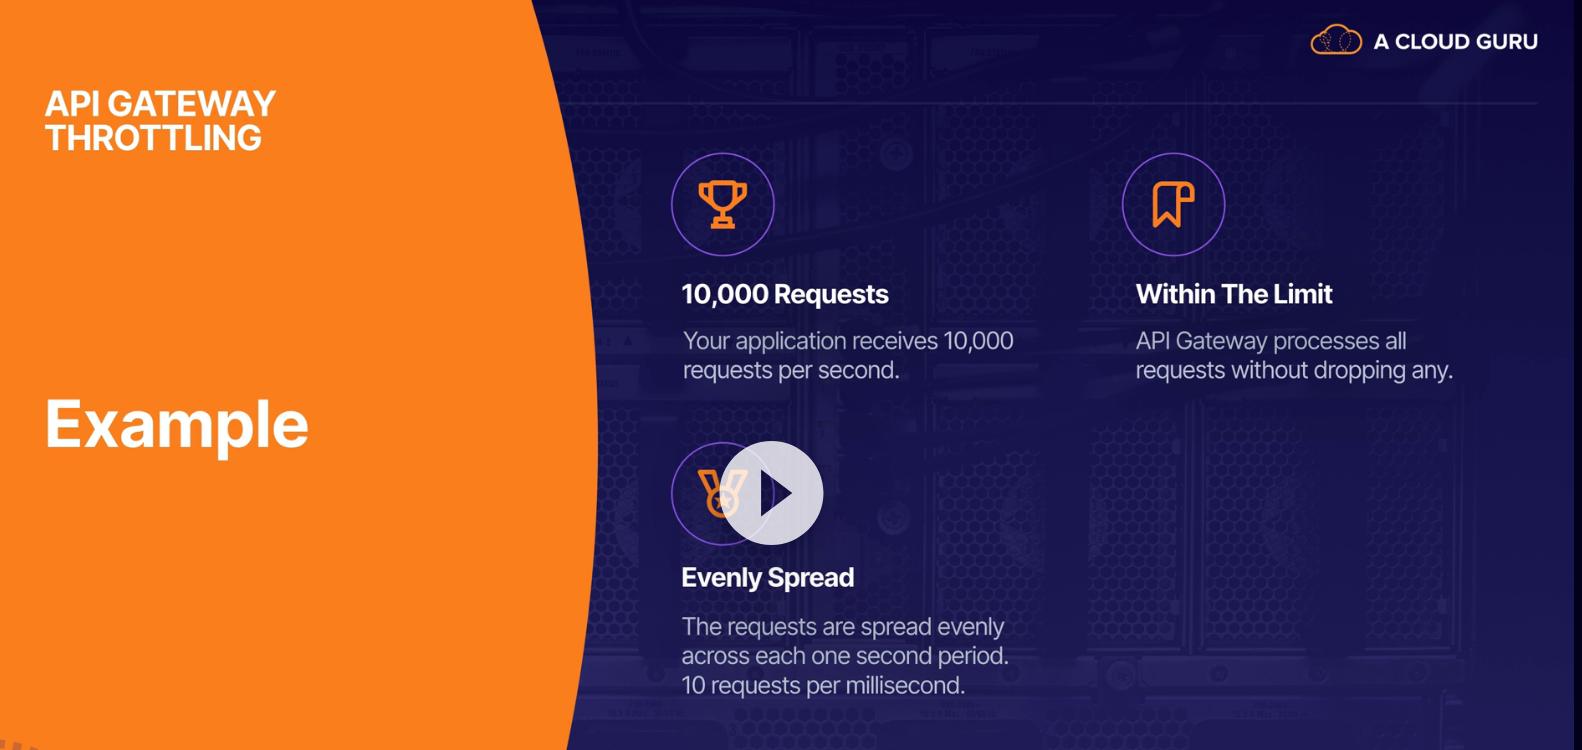 A CLOUD GURU
API GATEWAY
THROTTLING
Example
10,000 Requests
Your application receives 10,000
requests per second.
Within The Limit
API Gateway processes all
requests without dropping any.
Evenly Spread
The requests are spread evenly
across each one second period.
10 requests per millisecond.